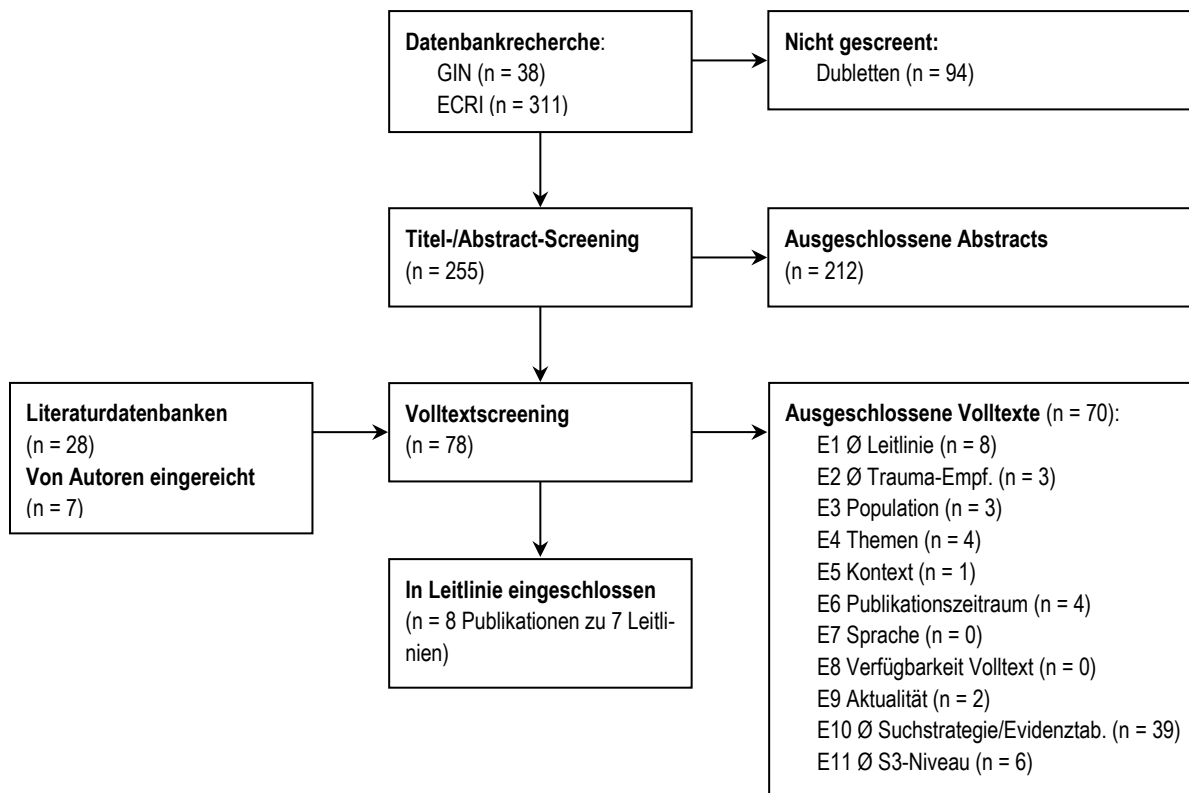 Datenbankrecherche:
GIN (n = 38)
ECRI (n = 311)
Nicht gescreent:
Dubletten (n = 94)
Titel-/Abstract-Screening
(n = 255)
Ausgeschlossene Abstracts
(n = 212)
Literaturdatenbanken
(n = 28)
Von Autoren eingereicht
(n = 7)
Volltextscreening
(n = 78)
Ausgeschlossene Volltexte (n = 70):
E1 Ø Leitlinie (n = 8)
E2 Ø Trauma-Empf. (n = 3)
E3 Population (n = 3)
E4 Themen (n = 4)
E5 Kontext (n = 1)
E6 Publikationszeitraum (n = 4)
E7 Sprache (n = 0)
E8 Verfügbarkeit Volltext (n = 0)
E9 Aktualität (n = 2)
E10 Ø Suchstrategie/Evidenztab. (n = 39)
E11 Ø S3-Niveau (n = 6)
In Leitlinie eingeschlossen
(n = 8 Publikationen zu 7 Leitli-
nien)